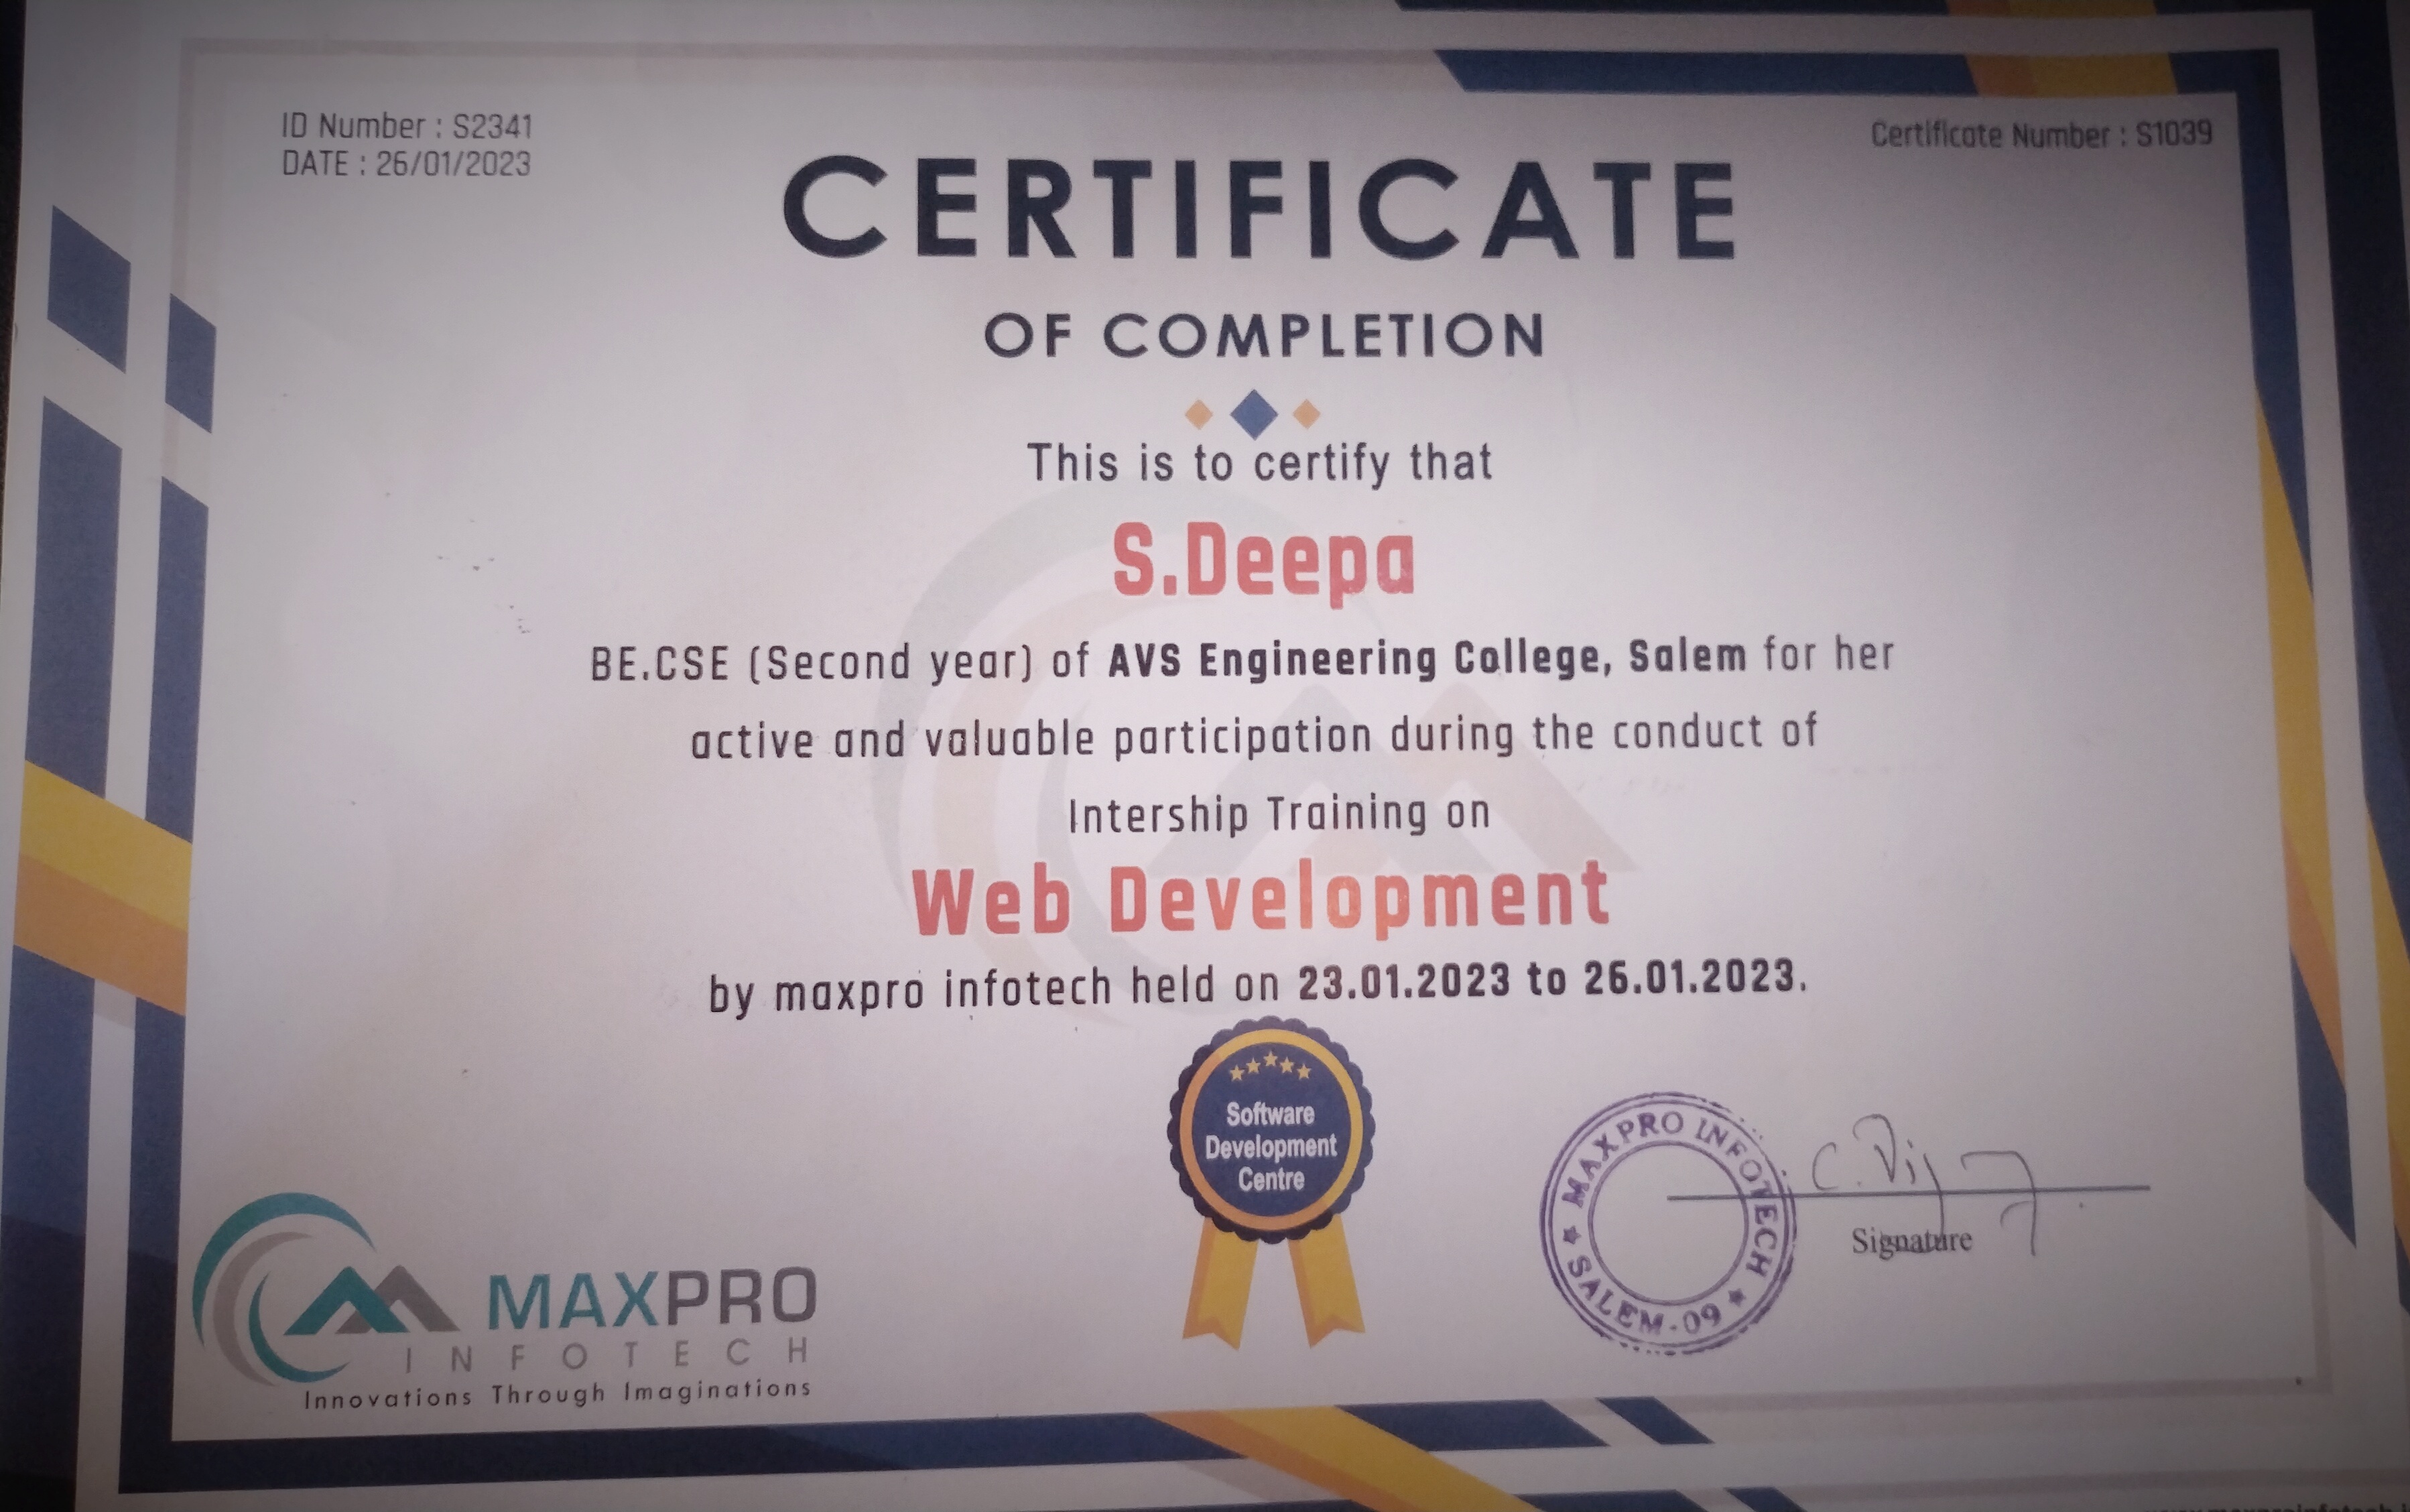 ID Number : S2341
DATE : 26/01/2023
Certificate Number : S1039
CERTIFICATE
OF COMPLETION
This is to certify that
S.Deepa
BE.CSE (Second year) of AVS Engineering College, Salem for her
active and valuable participation during the conduct of
Intership Training on
Web Development
by maxpro infotech held on 23.01.2023 to 26.01.2023.
Software
Development
Centre
MAXPRO INFOTECH
SALEM-09
Signature
MAXPRO
INFOTECH
Innovations Through Imaginations